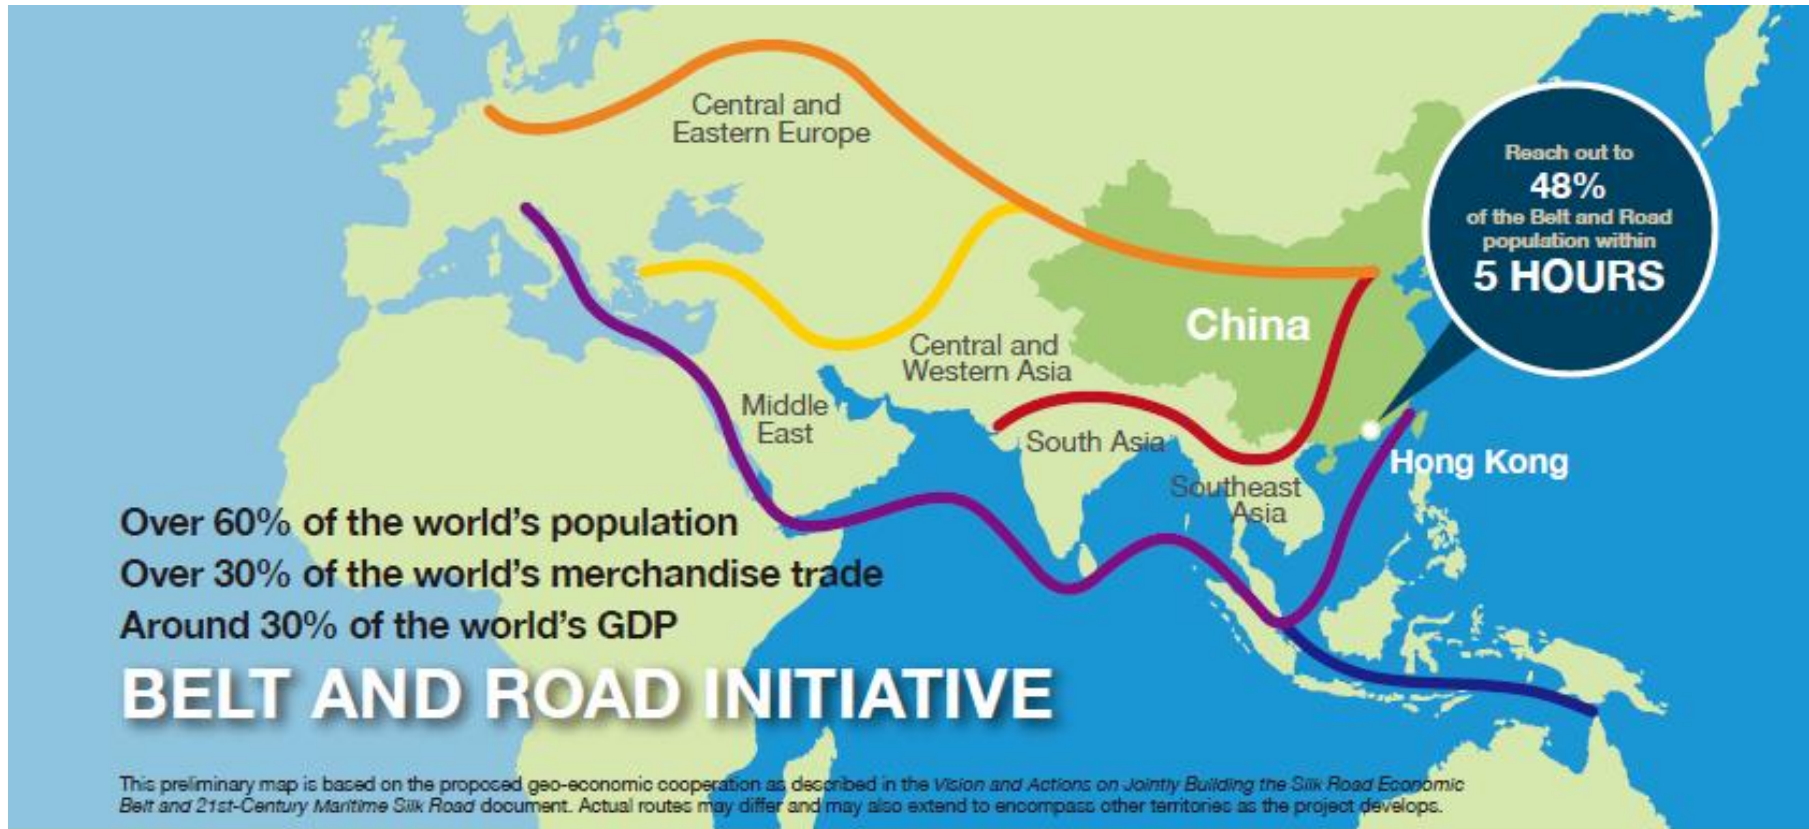 Central and
Eastern Europe
Reach out to
48%
of the Belt and Road
population within
5 HOURS
China
Central and
Western Asia
Middle
East
South Asia
Hong Kong
Southeast
Asia
Over 60% of the world's population
Over 30% of the world's merchandise trade
Around 30% of the world's GDP
BELT AND ROAD INITIATIVE
This preliminary map is based on the proposed geo-economic cooperation as described in the Vision and Actions on Jointly Building the Silk Road Economic
Belt and 21st-Century Maritime Silk Road document. Actual routes may differ and may also extend to encompass other territories as the project develops.